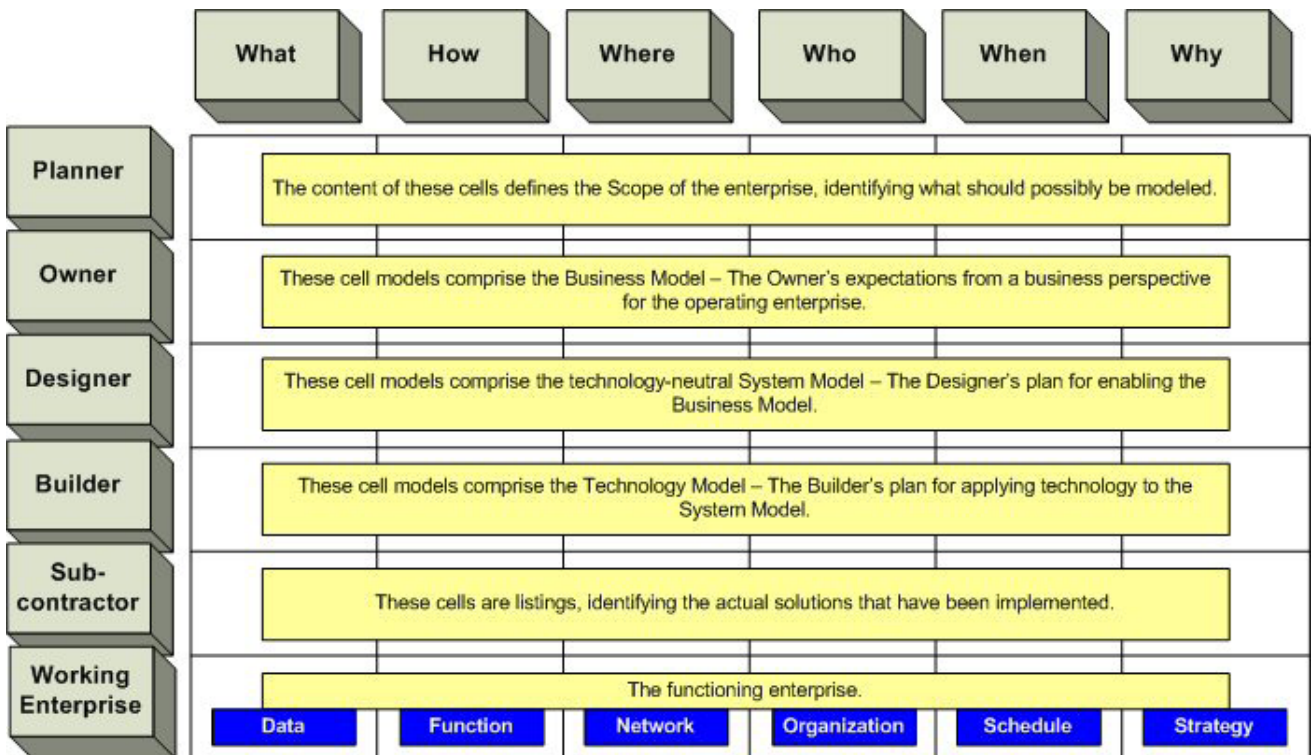 What
How
Where
Who
When
Why
Planner
The content of these cells defines the Scope of the enterprise, identifying what should possibly be modeled.
Owner
These cell models comprise the Business Model – The Owner's expectations from a business perspective
for the operating enterprise.
Designer
These cell models comprise the technology-neutral System Model – The Designer's plan for enabling the
Business Model.
Builder
These cell models comprise the Technology Model – The Builder's plan for applying technology to the
System Model.
Sub-
contractor
These cells are listings, identifying the actual solutions that have been implemented.
Working
Enterprise
The functioning enterprise.
Data
Function
Network
Organization
Schedule
Strategy